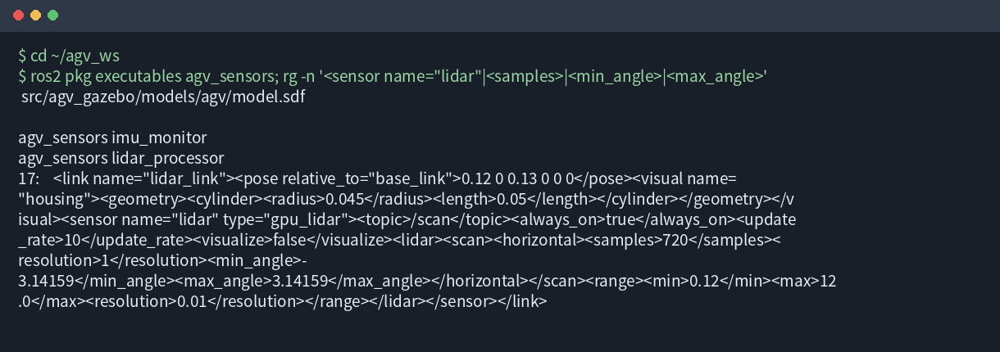 $ cd ~/agv_ws
$ ros2 pkg executables agv_sensors; rg -n '<sensor name="lidar"|<samples>|<min_angle>|<max_angle>'
src/agv_gazebo/models/agv/model.sdf
agv_sensors imu_monitor
agv_sensors lidar_processor
17:    <link name="lidar_link"><pose relative_to="base_link">0.12 0 0.13 0 0 0</pose><visual name=
"housing"><geometry><cylinder><radius>0.045</radius><length>0.05</length></cylinder></geometry></v
isual><sensor name="lidar" type="gpu_lidar"><topic>/scan</topic><always_on>true</always_on><update
_rate>10</update_rate><visualize>false</visualize><lidar><scan><horizontal><samples>720</samples><
resolution>1</resolution><min_angle>-
3.14159</min_angle><max_angle>3.14159</max_angle></horizontal></scan><range><min>0.12</min><max>12
.0</max><resolution>0.01</resolution></range></lidar></sensor></link>